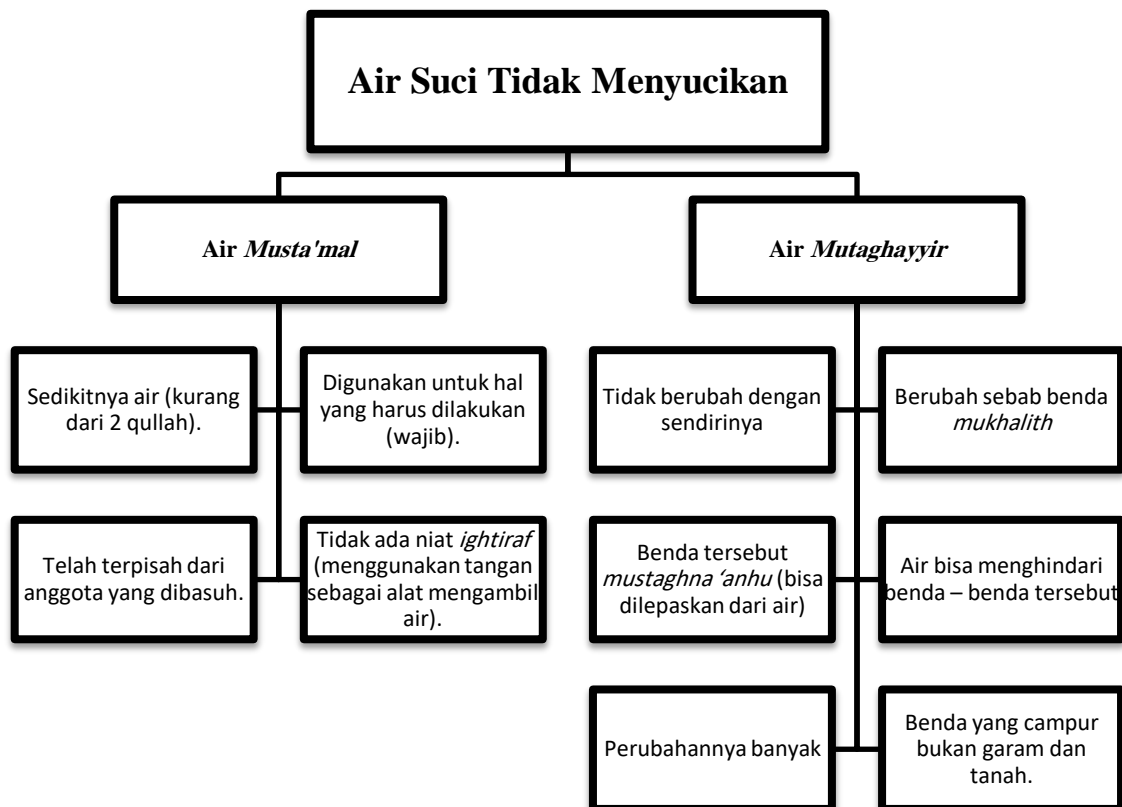 Air Suci Tidak Menyucikan
Air Musta'mal
Air Mutaghayyir
Sedikitnya air (kurang
dari 2 qullah).
Digunakan untuk hal
yang harus dilakukan
(wajib).
Telah terpisah dari
anggota yang dibasuh.
Tidak ada niat ightiraf
(menggunakan tangan
sebagai alat mengambil
air).
Tidak berubah dengan
sendirinya
Berubah sebab benda
mukhalith
Benda tersebut
mustaghna ‘anhu (bisa
dilepaskan dari air)
Air bisa menghindari
benda – benda tersebut
Perubahannya banyak
Benda yang campur
bukan garam dan
tanah.